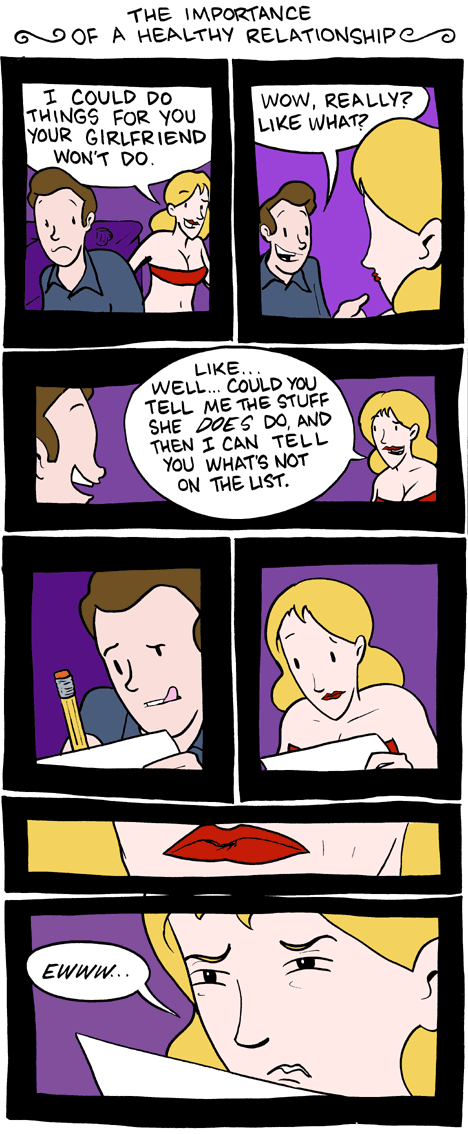 THE IMPORTANCE
OF A HEALTHY RELATIONSHIP
I COULD DO
THINGS FOR YOU
YOUR GIRLFRIEND
WON'T DO.
WOW, REALLY?
LIKE WHAT?
LIKE...
WELL... COULD YOU
TELL ME THE STUFF
SHE DOES DO, AND
THEN I CAN TELL
YOU WHAT'S NOT
ON THE LIST.
EWWW...